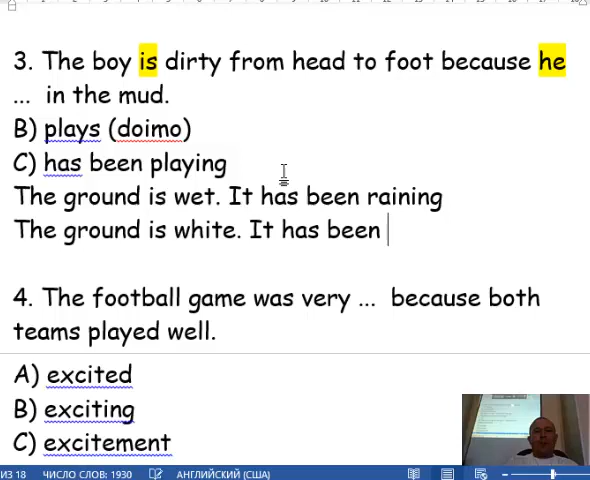 3. The boy is dirty from head to foot because he
... in the mud.
B) plays (doimo)
C) has been playing
The ground is wet. It has been raining
The ground is white. It has been
4. The football game was very ... because both
teams played well.
A) excited
B) exciting
C) excitement
ИЗ 18 ЧИСЛО СЛОВ: 1930 АНГЛИЙСКИЙ (США)